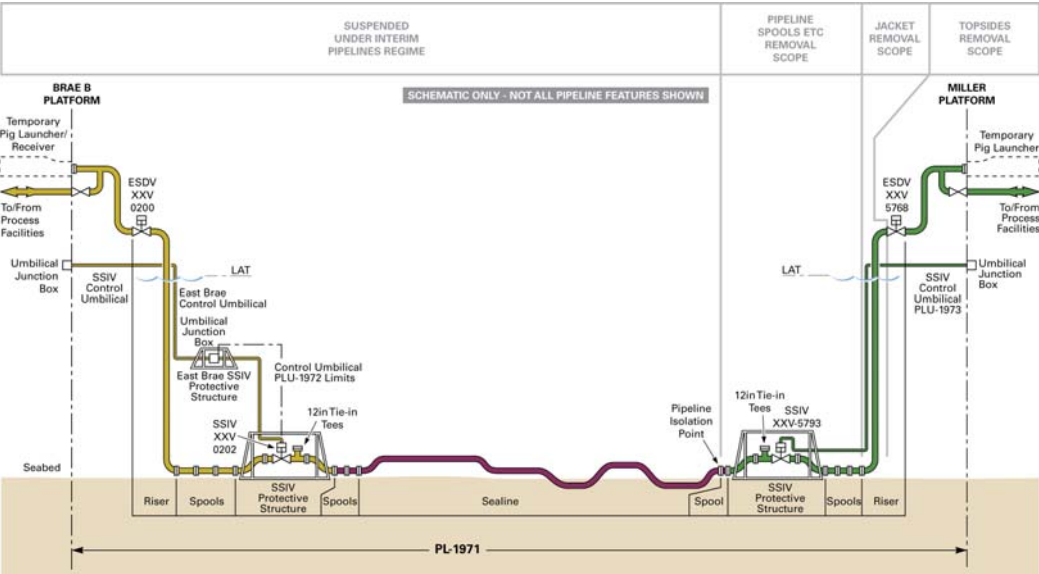 SUSPENDED
UNDER INTERIM
PIPELINES REGIME
PIPELINE
SPOOLS ETC
REMOVAL
SCOPE
JACKET
REMOVAL
SCOPE
TOPSIDES
REMOVAL
SCOPE
BRAE B
PLATFORM
SCHEMATIC ONLY - NOT ALL PIPELINE FEATURES SHOWN
MILLER
PLATFORM
Temporary
Pig Launcher/
Receiver
Temporary
Pig Launcher
ESDV
XXV
0200
ESDV
XXV
5768
To/From
Process
Facilities
To/From
Process
Facilities
Umbilical
Junction
Box
SSIV
Control
Umbilical
LAT
LAT
SSIV
Control
Umbilical
PLU-1973
Umbilical
Junction
Box
East Brae
Control Umbilical
Umbilical
Junction
Box
East Brae SSIV
Protective
Structure
Control Umbilical
PLU-1972 Limits
SSIV
XXV
0202
12in Tie-in
Tees
Pipeline
Isolation
Point
12in Tie-in
Tees
SSIV
XXV-5793
Seabed
Riser
Spools
SSIV
Protective
Structure
Spools
Sealine
Spool
SSIV
Protective
Structure
Spools
Riser
PL-1971